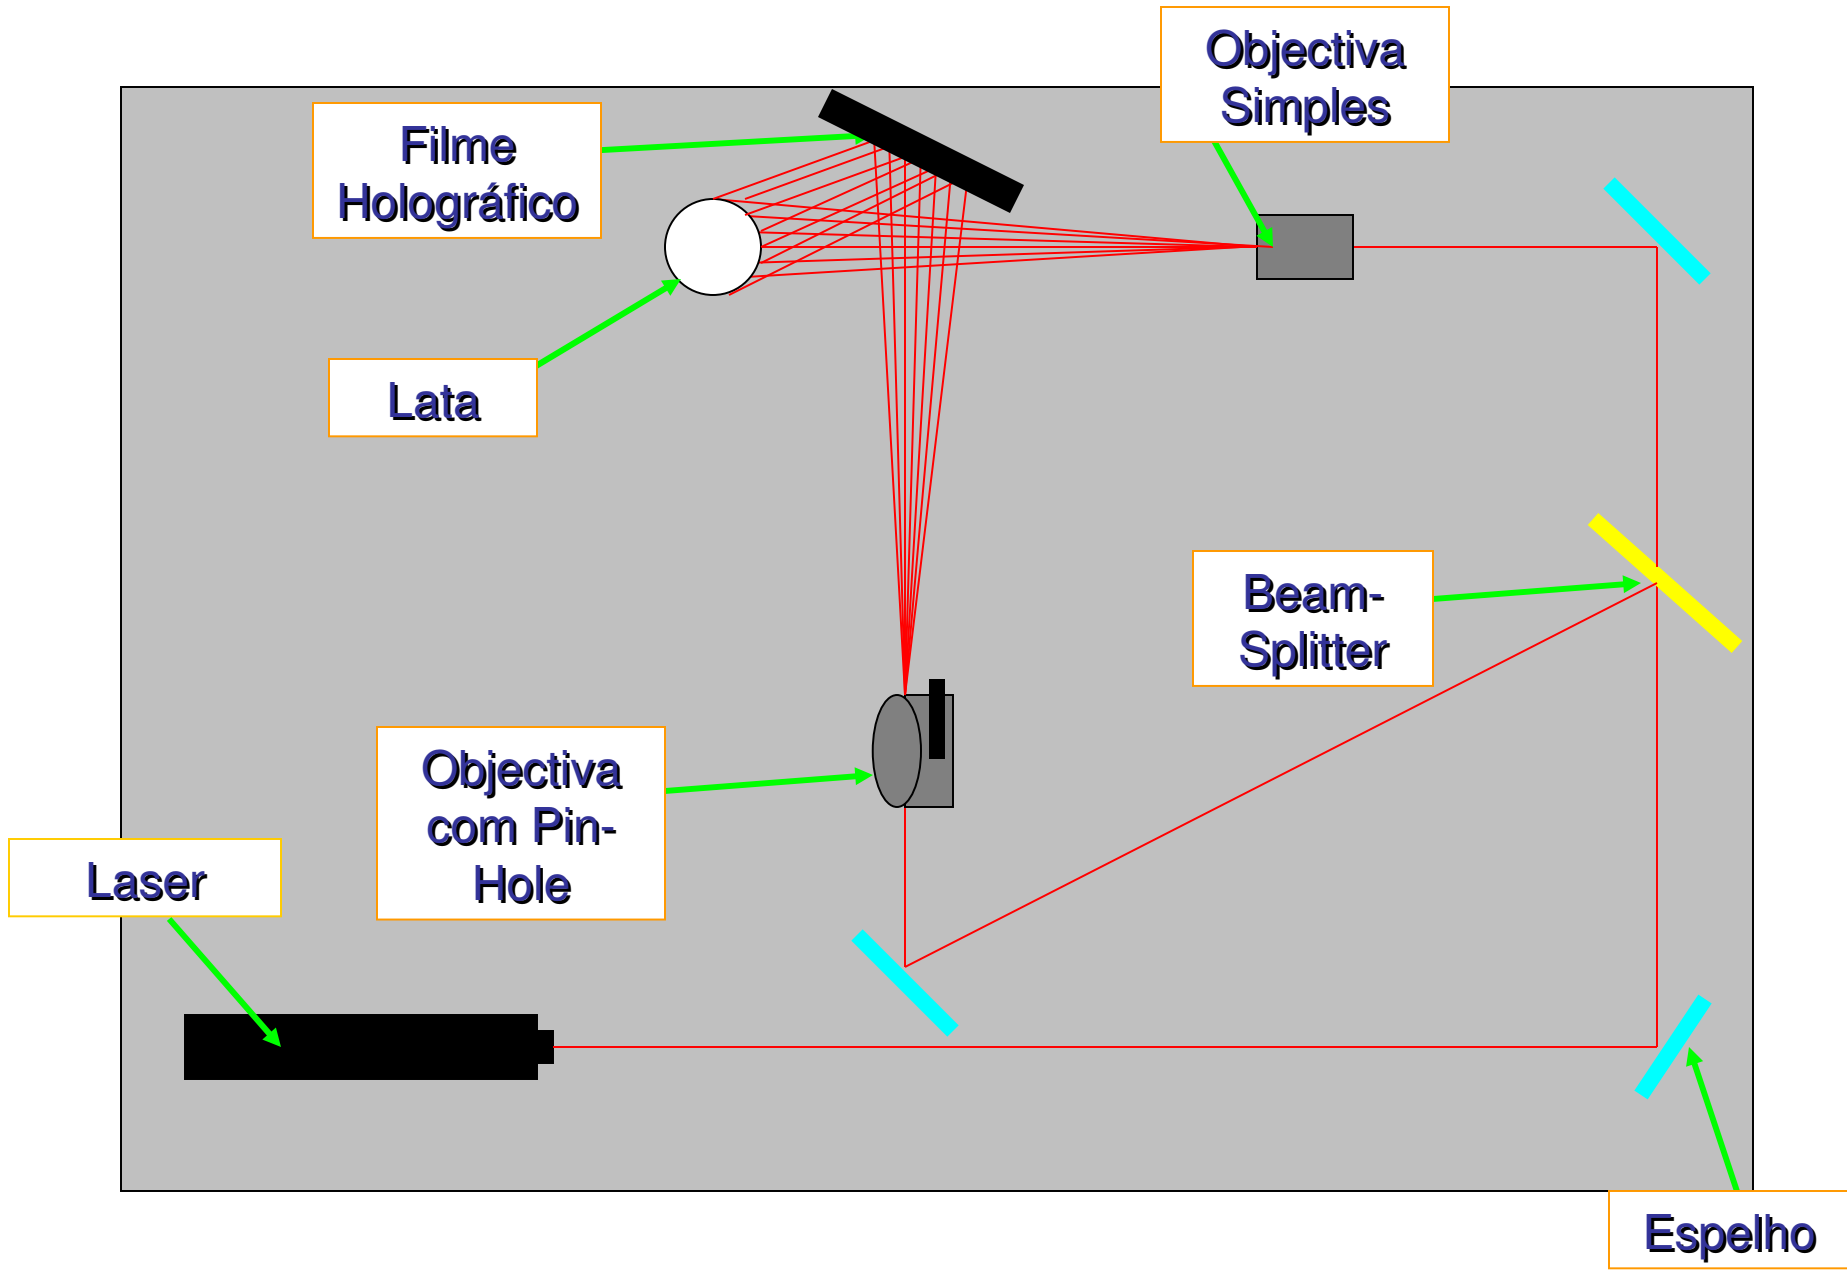 Objectiva
Simples
Filme
Holográfico
Lata
Beam-
Splitter
Objectiva
com Pin-
Hole
Laser
Espelho